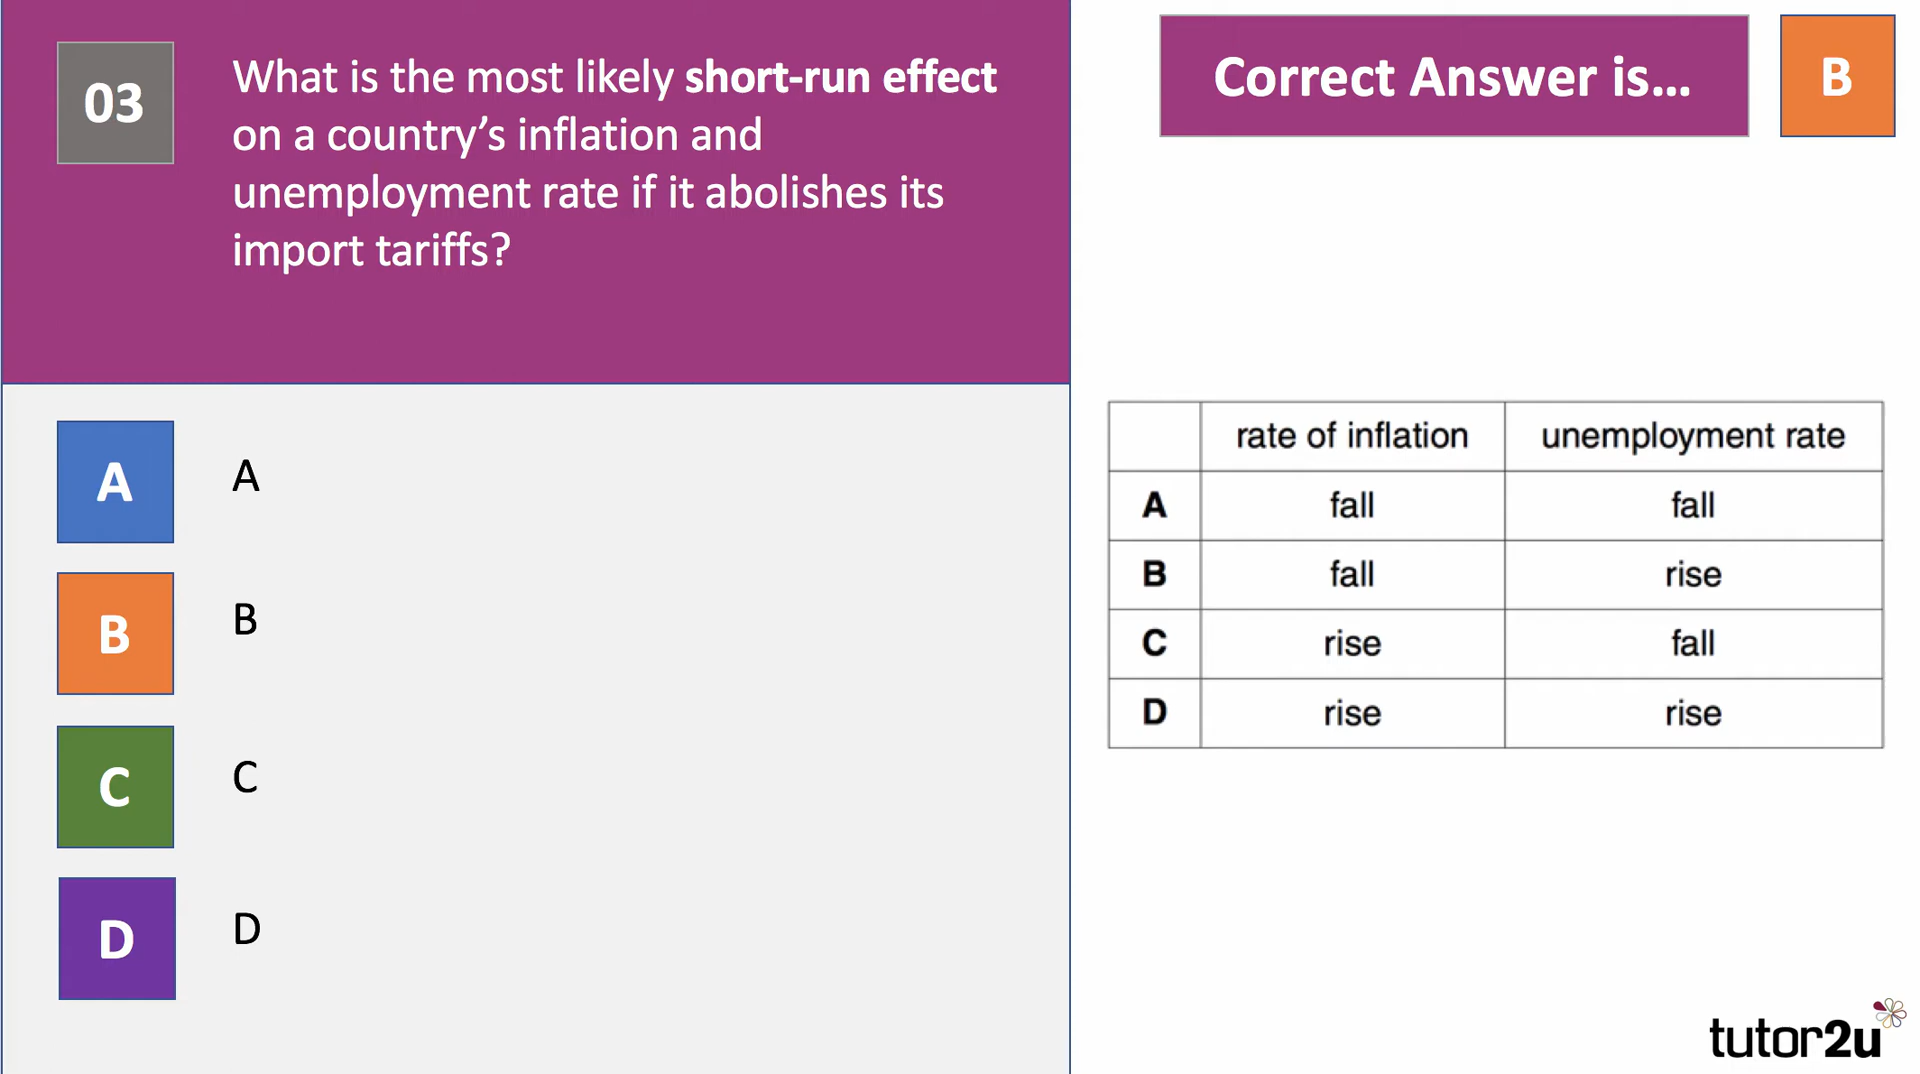 03
What is the most likely short-run effect
on a country’s inflation and
unemployment rate if it abolishes its
import tariffs?
A A
B B
C C
D D
Correct Answer is... B
rate of inflation unemployment rate
A fall fall
B fall rise
C rise fall
D rise rise
tutor2u